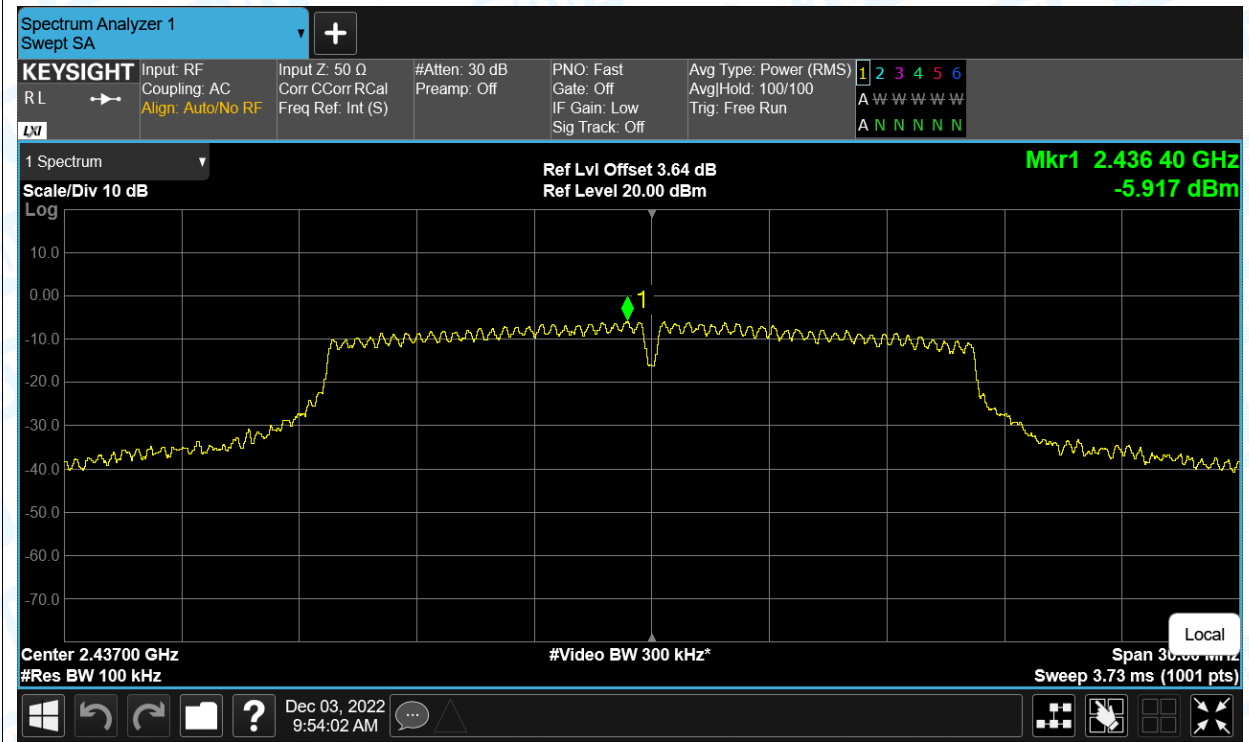 Spectrum Analyzer 1
Swept SA
KEYSIGHT
R L
LXI
Input: RF
Coupling: AC
Align: Auto/No RF
Input Z: 50 Ω
Corr CCorr RCal
Freq Ref: Int (S)
#Atten: 30 dB
Preamp: Off
PNO: Fast
Gate: Off
IF Gain: Low
Sig Track: Off
Avg Type: Power (RMS)
Avg|Hold: 100/100
Trig: Free Run
1 2 3 4 5 6
A W W W W W
A N N N N N
1 Spectrum
Scale/Div 10 dB
Log
Ref Lvl Offset 3.64 dB
Ref Level 20.00 dBm
Mkr1 2.436 40 GHz
-5.917 dBm
10.0
0.00
1
-10.0
-20.0
-30.0
-40.0
-50.0
-60.0
-70.0
Local
Center 2.43700 GHz
#Res BW 100 kHz
#Video BW 300 kHz*
Span 30.00 MHz
Sweep 3.73 ms (1001 pts)
?
Dec 03, 2022
9:54:02 AM